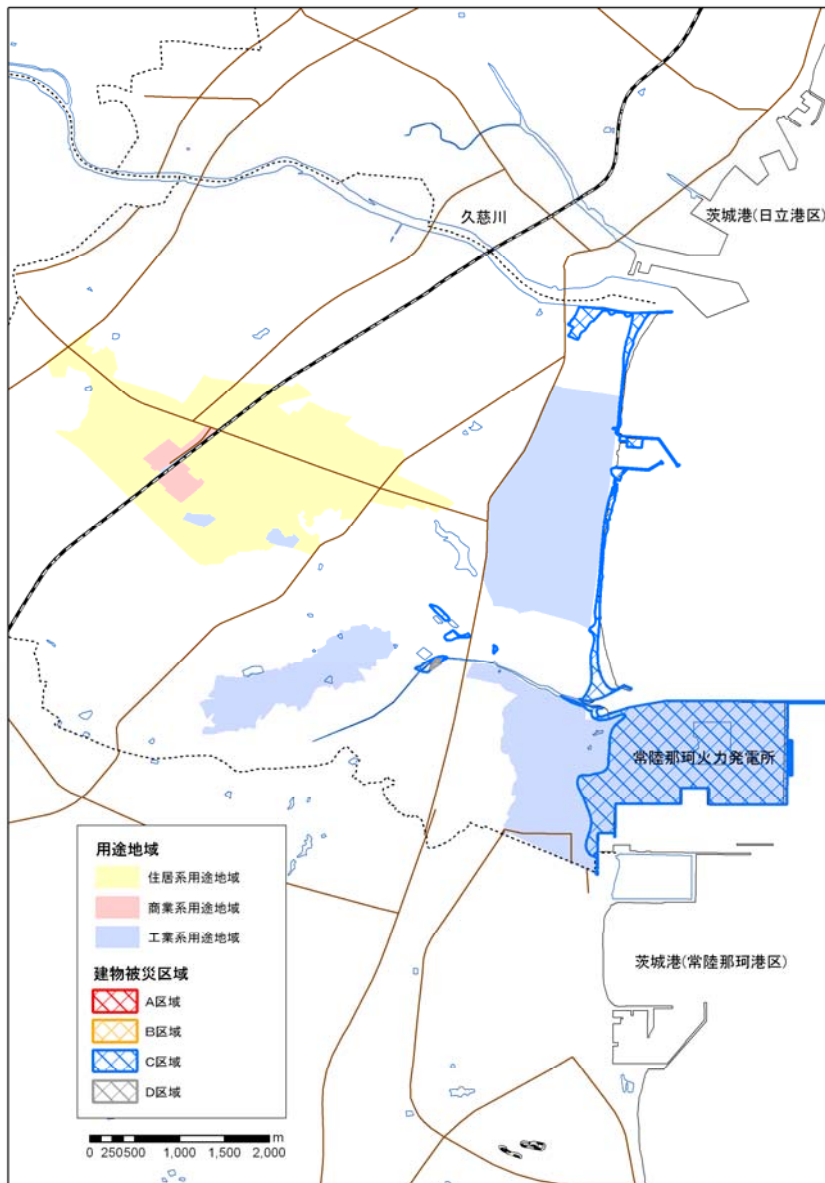 久慈川
茨城港(日立港区)
常陸那珂火力発電所
茨城港(常陸那珂港区)
用途地域
住居系用途地域
商業系用途地域
工業系用途地域
建物被災区域
A区域
B区域
C区域
D区域
m
0 250500 1,000 1,500 2,000